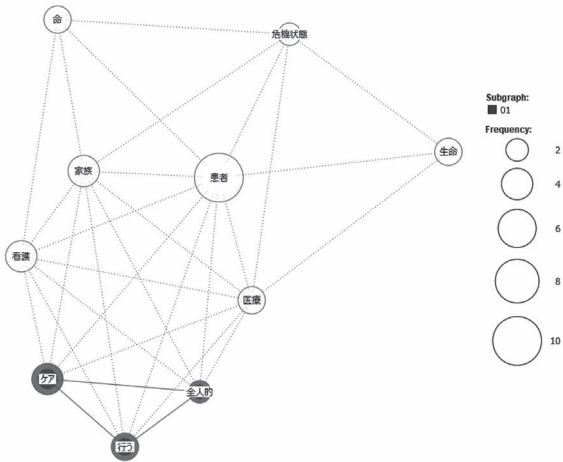 命
危機状態
Subgraph:
01
Frequency:
生命
2
家族
患者
4
6
看護
8
医療
10
ケア
全人的
行う